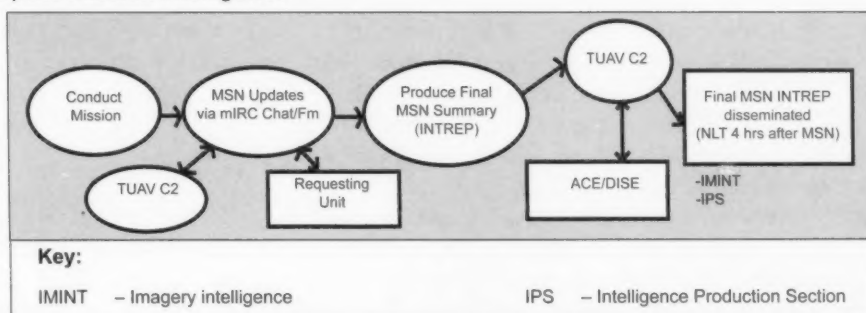 Conduct
Mission
MSN Updates
via mIRC Chat/Fm
Produce Final
MSN Summary
(INTREP)
TUAV C2
Final MSN INTREP
disseminated
(NLT 4 hrs after MSN)
TUAV C2
Requesting
Unit
ACE/DISE
-IMINT
-IPS
Key:
IMINT – Imagery intelligence
IPS – Intelligence Production Section